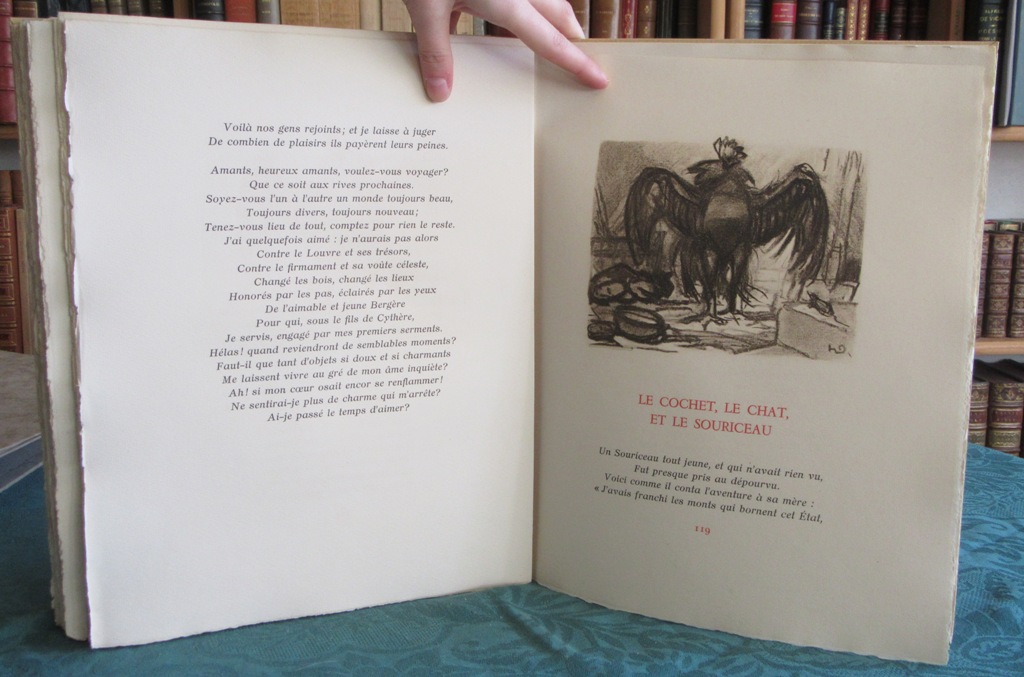 Voilà nos gens rejoints; et je laisse à juger
De combien de plaisirs ils payèrent leurs peines.
Amants, heureux amants, voulez-vous voyager?
Que ce soit aux rives prochaines.
Soyez-vous l'un à l'autre un monde toujours beau,
Toujours divers, toujours nouveau;
Tenez-vous lieu de tout, comptez pour rien le reste.
J'ai quelquefois aimé : je n'aurais pas alors
Contre le Louvre et ses trésors,
Contre le firmament et sa voûte céleste,
Changé les bois, changé les lieux
Honorés par les pas, éclairés par les yeux
De l'aimable et jeune Bergère
Pour qui, sous le fils de Cythère,
Je servis, engagé par mes premiers serments.
Hélas! quand reviendront de semblables moments?
Faut-il que tant d'objets si doux et si charmants
Me laissent vivre au gré de mon âme inquiète?
Ah! si mon cœur osait encor se renflammer!
Ne sentirai-je plus de charme qui m'arrête?
Ai-je passé le temps d'aimer?
LE COCHET, LE CHAT,
ET LE SOURICEAU
Un Souriceau tout jeune, et qui n'avait rien vu,
Fut presque pris au dépourvu.
Voici comme il conta l'aventure à sa mère :
« J'avais franchi les monts qui bornent cet État,
119